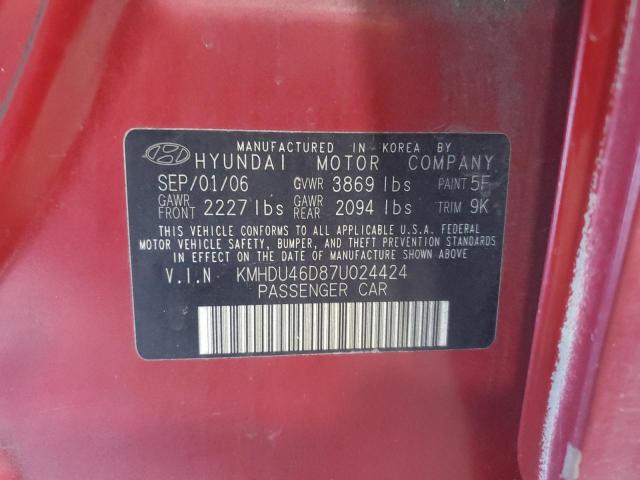 MANUFACTURED IN KOREA BY
HYUNDAI MOTOR COMPANY
SEP/01/06 GVWR 3869 lbs PAINT 5F
GAWR FRONT 2227 lbs GAWR REAR 2094 lbs TRIM 9K
THIS VEHICLE CONFORMS TO ALL APPLICABLE U.S.A. FEDERAL
MOTOR VEHICLE SAFETY, BUMPER, AND THEFT PREVENTION STANDARDS
IN EFFECT ON THE DATE OF MANUFACTURE SHOWN ABOVE.
V.I.N KMHDU46D87U024424
PASSENGER CAR